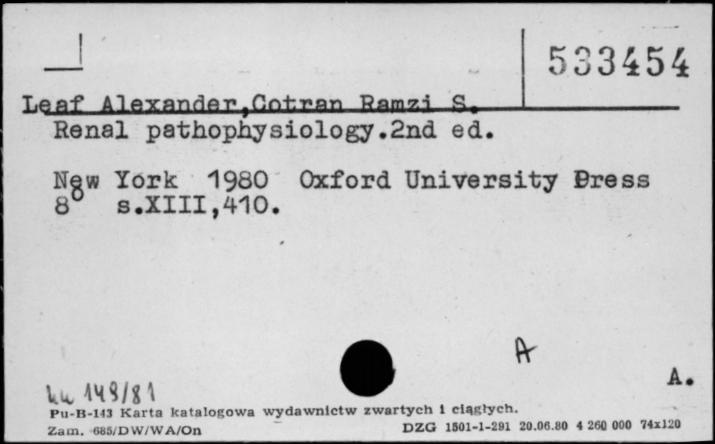 533454
Leaf Alexander,Cotran Ramzi S.
Renal pathophysiology.2nd ed.
New York 1980 Oxford University Press
8° s.XIII,410.
A
A.
149/81
Pu-B-143 Karta katalogowa wydawnictw zwartych i ciągłych.
Zam. 685/DW/WA/On DZG 1501-1-291 20.06.80 4 260 000 74x120